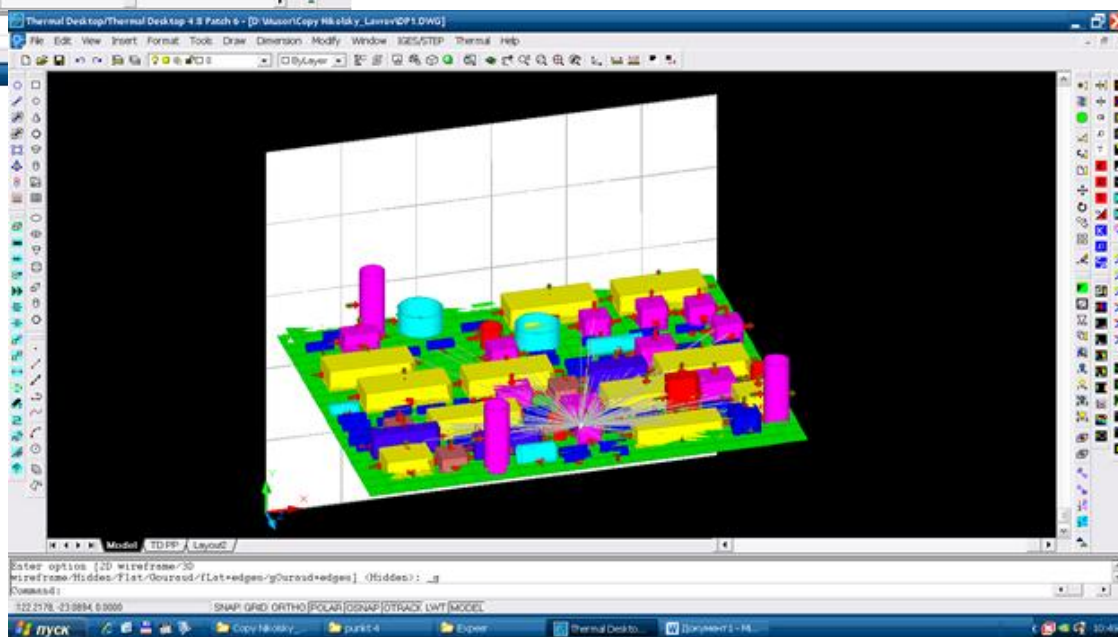 Thermal Desktop/Thermal Desktop 4.8 Patch 6 - [D:\Musor\Copy Nikolsky_Lavrov\DP1.DWG]
File Edit View Insert Format Tools Draw Dimension Modify Window IGES/STEP Thermal Help
0 ByLayer
X
Model TD PP Layout2
Enter option [2D wireframe/3D
wireframe/Hidden/Flat/Gouraud/fLat+edges/gOuraud+edges] <Hidden>: _g
Command:
122.2178, -23.0894, 0.0000 SNAP GRID ORTHO POLAR OSNAP OTRACK LWT MODEL
пуск Copy Nikolsky_... punkt 4 Expeer Thermal Deskto... Документ1 - M...